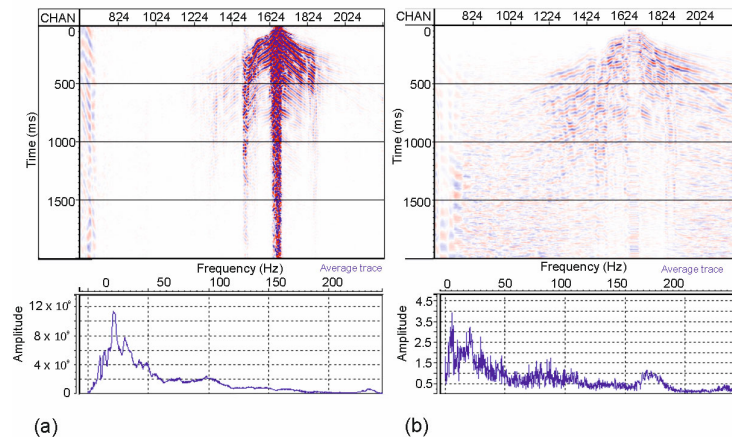 CHAN 824 1024 1224 1424 1624 1824 2024
0
500
1000
1500
Time (ms)
Frequency (Hz) Average trace
0 50 100 150 200
12 x 10⁶
8 x 10⁶
4 x 10⁶
0
Amplitude
(a)
CHAN 824 1024 1224 1424 1624 1824 2024
0
500
1000
1500
Time (ms)
Frequency (Hz) Average trace
0 50 100 150 200
4.5
3.5
2.5
1.5
0.5
Amplitude
(b)